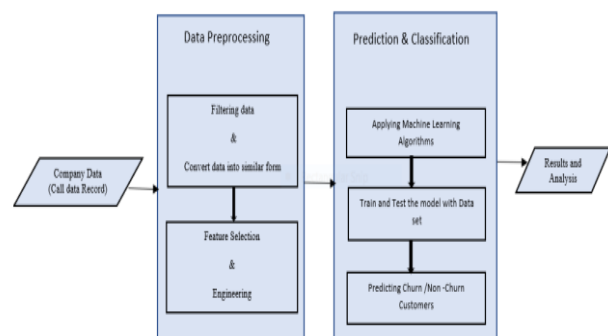 Data Preprocessing
Filtering data
&
Convert data into similar form
Feature Selection
&
Engineering
Company Data
(Call data Record)
Prediction & Classification
Applying Machine Learning
Algorithms
Train and Test the model with Data
set
Predicting Churn /Non -Churn
Customers
Results and
Analysis